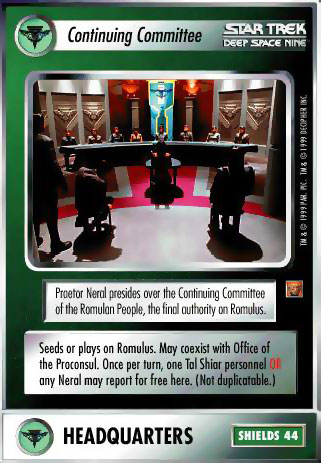 Continuing Committee
STAR TREK
DEEP SPACE NINE
TM & © 1999 PAR. PIC. TM & © 1999 DECIPHER INC.
Praetor Neral presides over the Continuing Committee
of the Romulan People, the final authority on Romulus.
Seeds or plays on Romulus. May coexist with Office of
the Proconsul. Once per turn, one Tal Shiar personnel OR
any Neral may report for free here. (Not duplicatable.)
HEADQUARTERS
SHIELDS 44